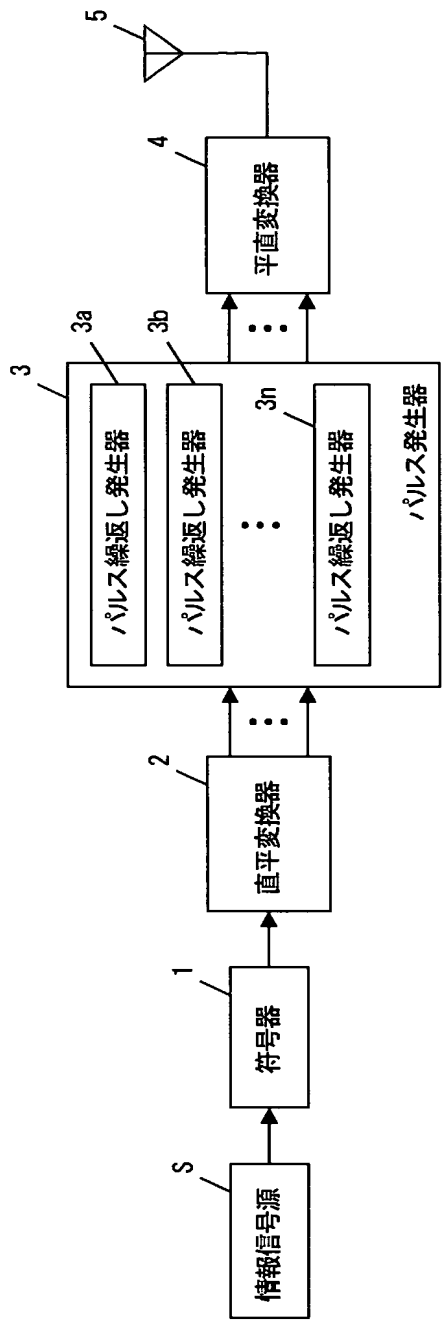 S
情報信号源
1
符号器
2
直平変換器
3
3a
パルス繰返し発生器
3b
パルス繰返し発生器
3n
パルス繰返し発生器
パルス発生器
4
平直変換器
5